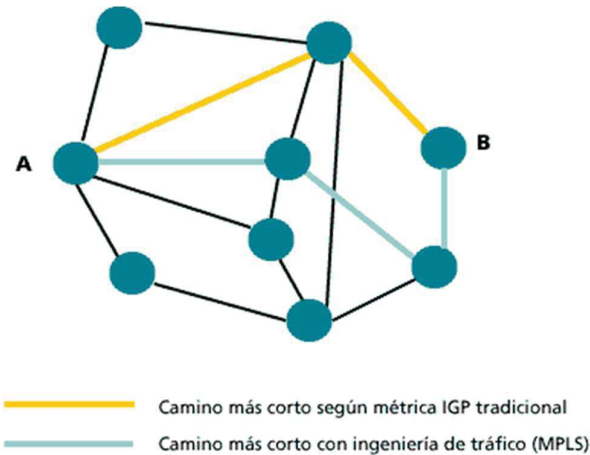 A
B
Camino más corto según métrica IGP tradicional
Camino más corto con ingeniería de tráfico (MPLS)